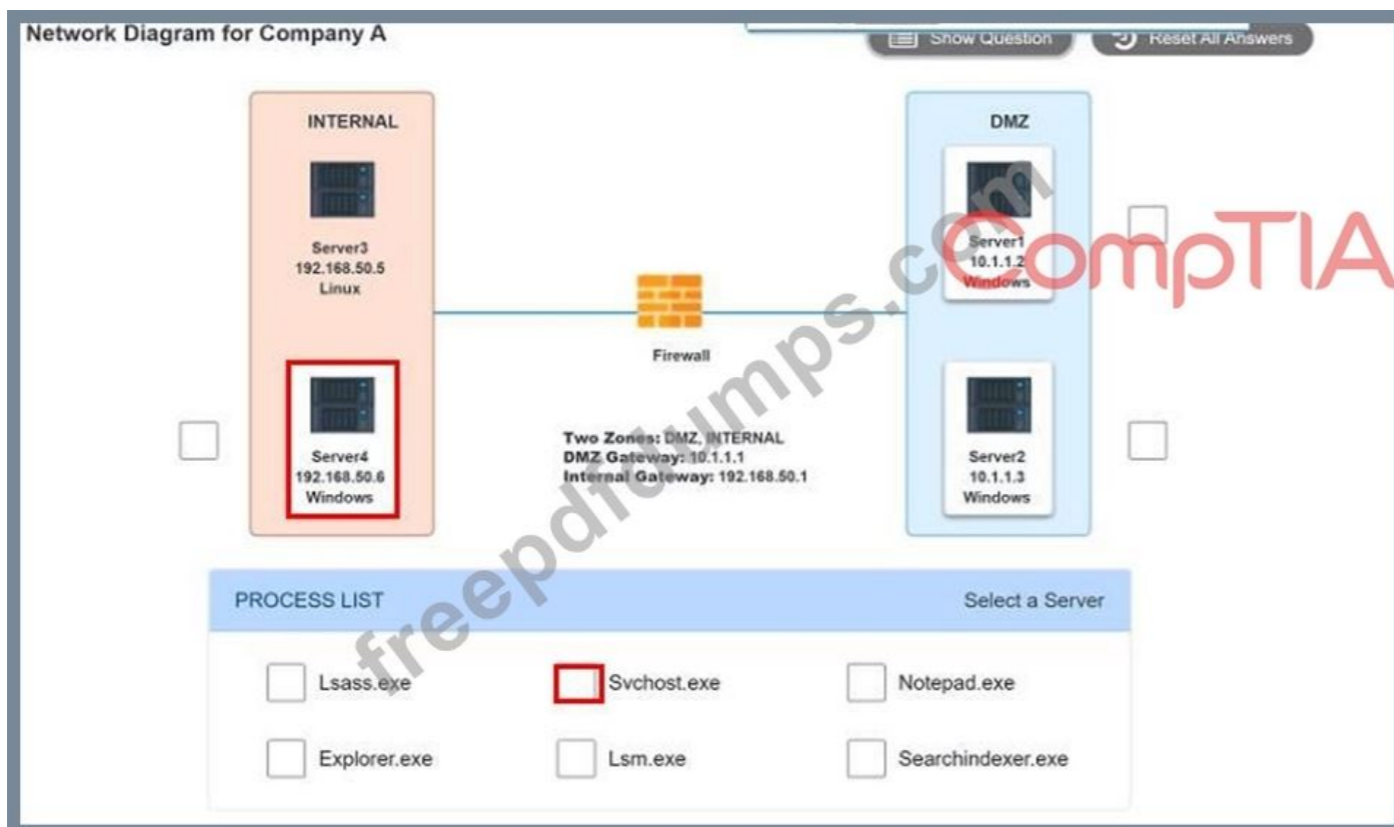 Network Diagram for Company A
Show Question
Reset All Answers
INTERNAL
DMZ
Server3
192.168.50.5
Linux
Server1
10.1.1.2
Windows
CompTIA
Firewall
Server4
192.168.50.6
Windows
Two Zones: DMZ, INTERNAL
DMZ Gateway: 10.1.1.1
Internal Gateway: 192.168.50.1
Server2
10.1.1.3
Windows
freepdfdumps.com
PROCESS LIST
Select a Server
Lsass.exe
Svchost.exe
Notepad.exe
Explorer.exe
Lsm.exe
Searchindexer.exe